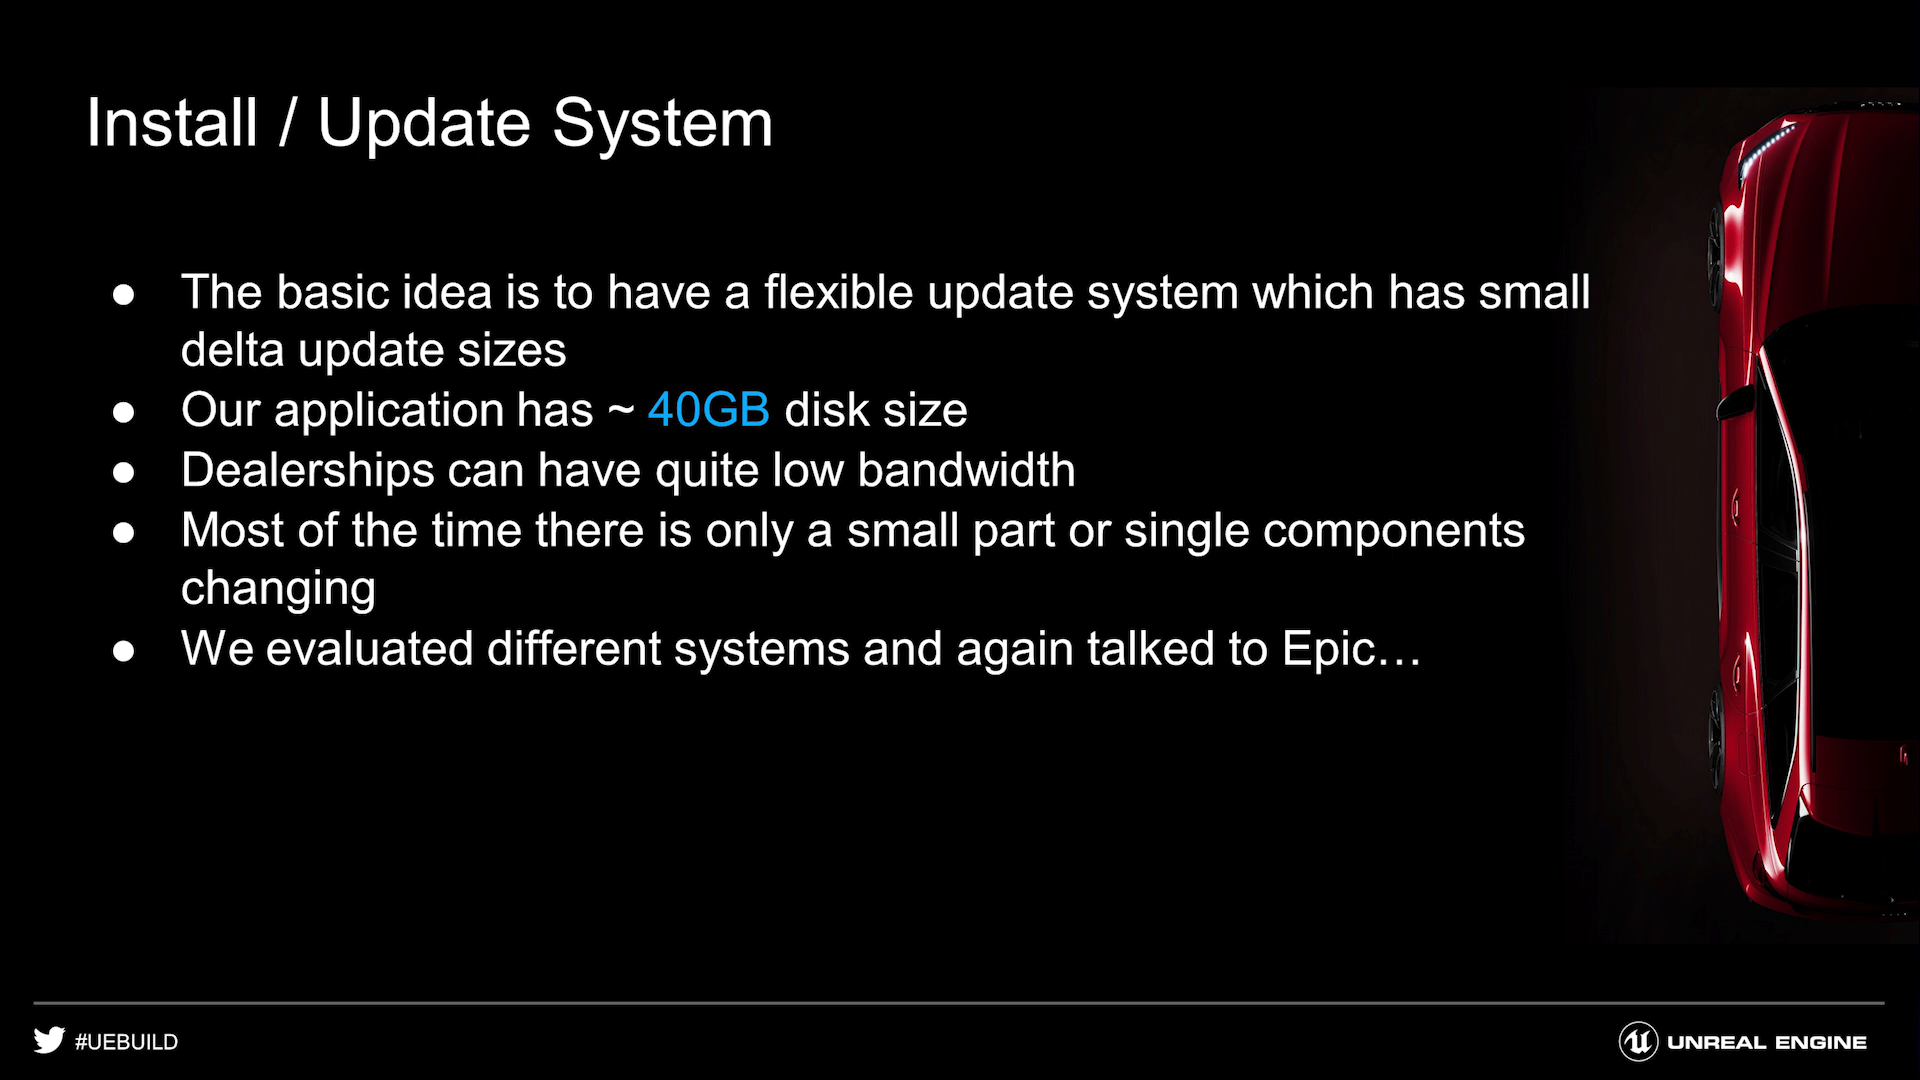 Install / Update System
● The basic idea is to have a flexible update system which has small
delta update sizes
● Our application has ~ 40GB disk size
● Dealerships can have quite low bandwidth
● Most of the time there is only a small part or single components
changing
● We evaluated different systems and again talked to Epic…
#UEBUILD
UNREAL ENGINE